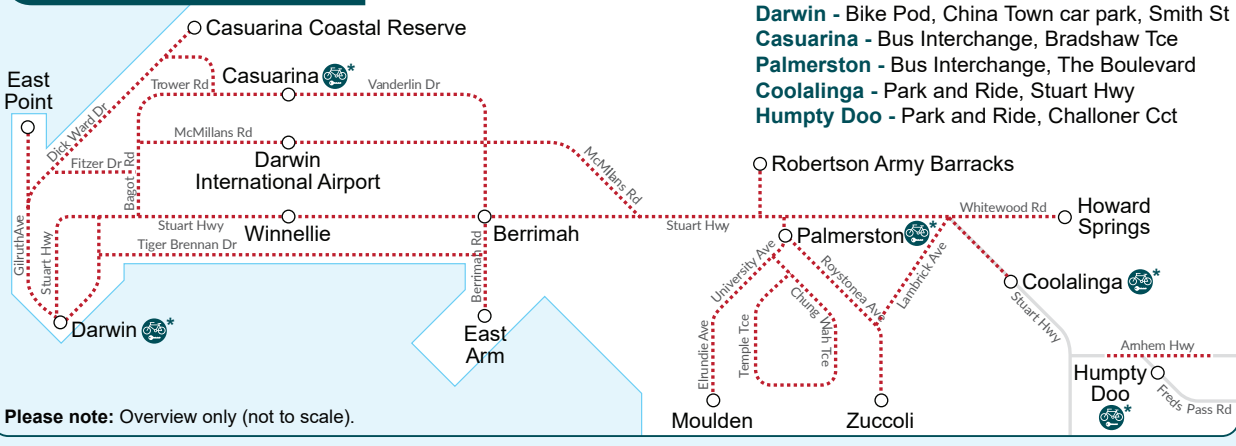 Darwin - Bike Pod, China Town car park, Smith St
Casuarina - Bus Interchange, Bradshaw Tce
Palmerston - Bus Interchange, The Boulevard
Coolalinga - Park and Ride, Stuart Hwy
Humpty Doo - Park and Ride, Challoner Cct
Casuarina Coastal Reserve
East
Point
Casuarina *
Trower Rd
Vanderlin Dr
Dick Ward Dr
McMillans Rd
Fitzer Dr
Bagot Rd
Darwin
International Airport
McMllans Rd
Robertson Army Barracks
Whitewood Rd
Howard
Springs
Gilruth Ave
Stuart Hwy
Stuart Hwy
Winnellie
Berrimah
Stuart Hwy
Palmerston *
Tiger Brennan Dr
Berrimah Rd
University Ave
Roystonea Ave
Lambrick Ave
Coolalinga *
Stuart Hwy
Darwin *
East
Arm
Elrundie Ave
Temple Tce
Chung Wah Tce
Arnhem Hwy
Humpty
Doo
*
Freds Pass Rd
Moulden
Zuccoli
Please note: Overview only (not to scale).